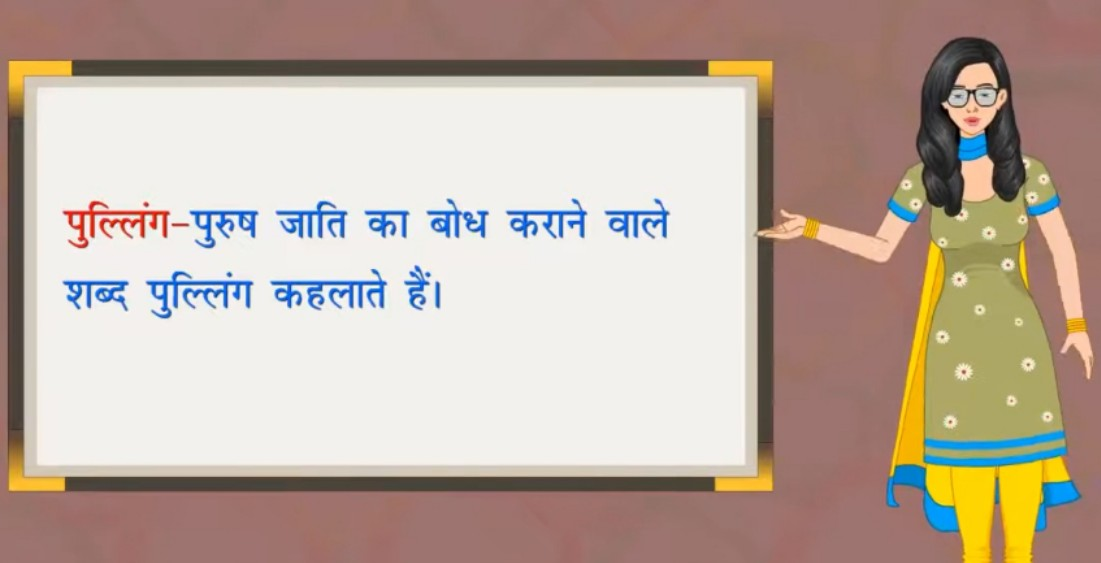 पुल्लिंग-पुरुष जाति का बोध कराने वाले
शब्द पुल्लिंग कहलाते हैं।